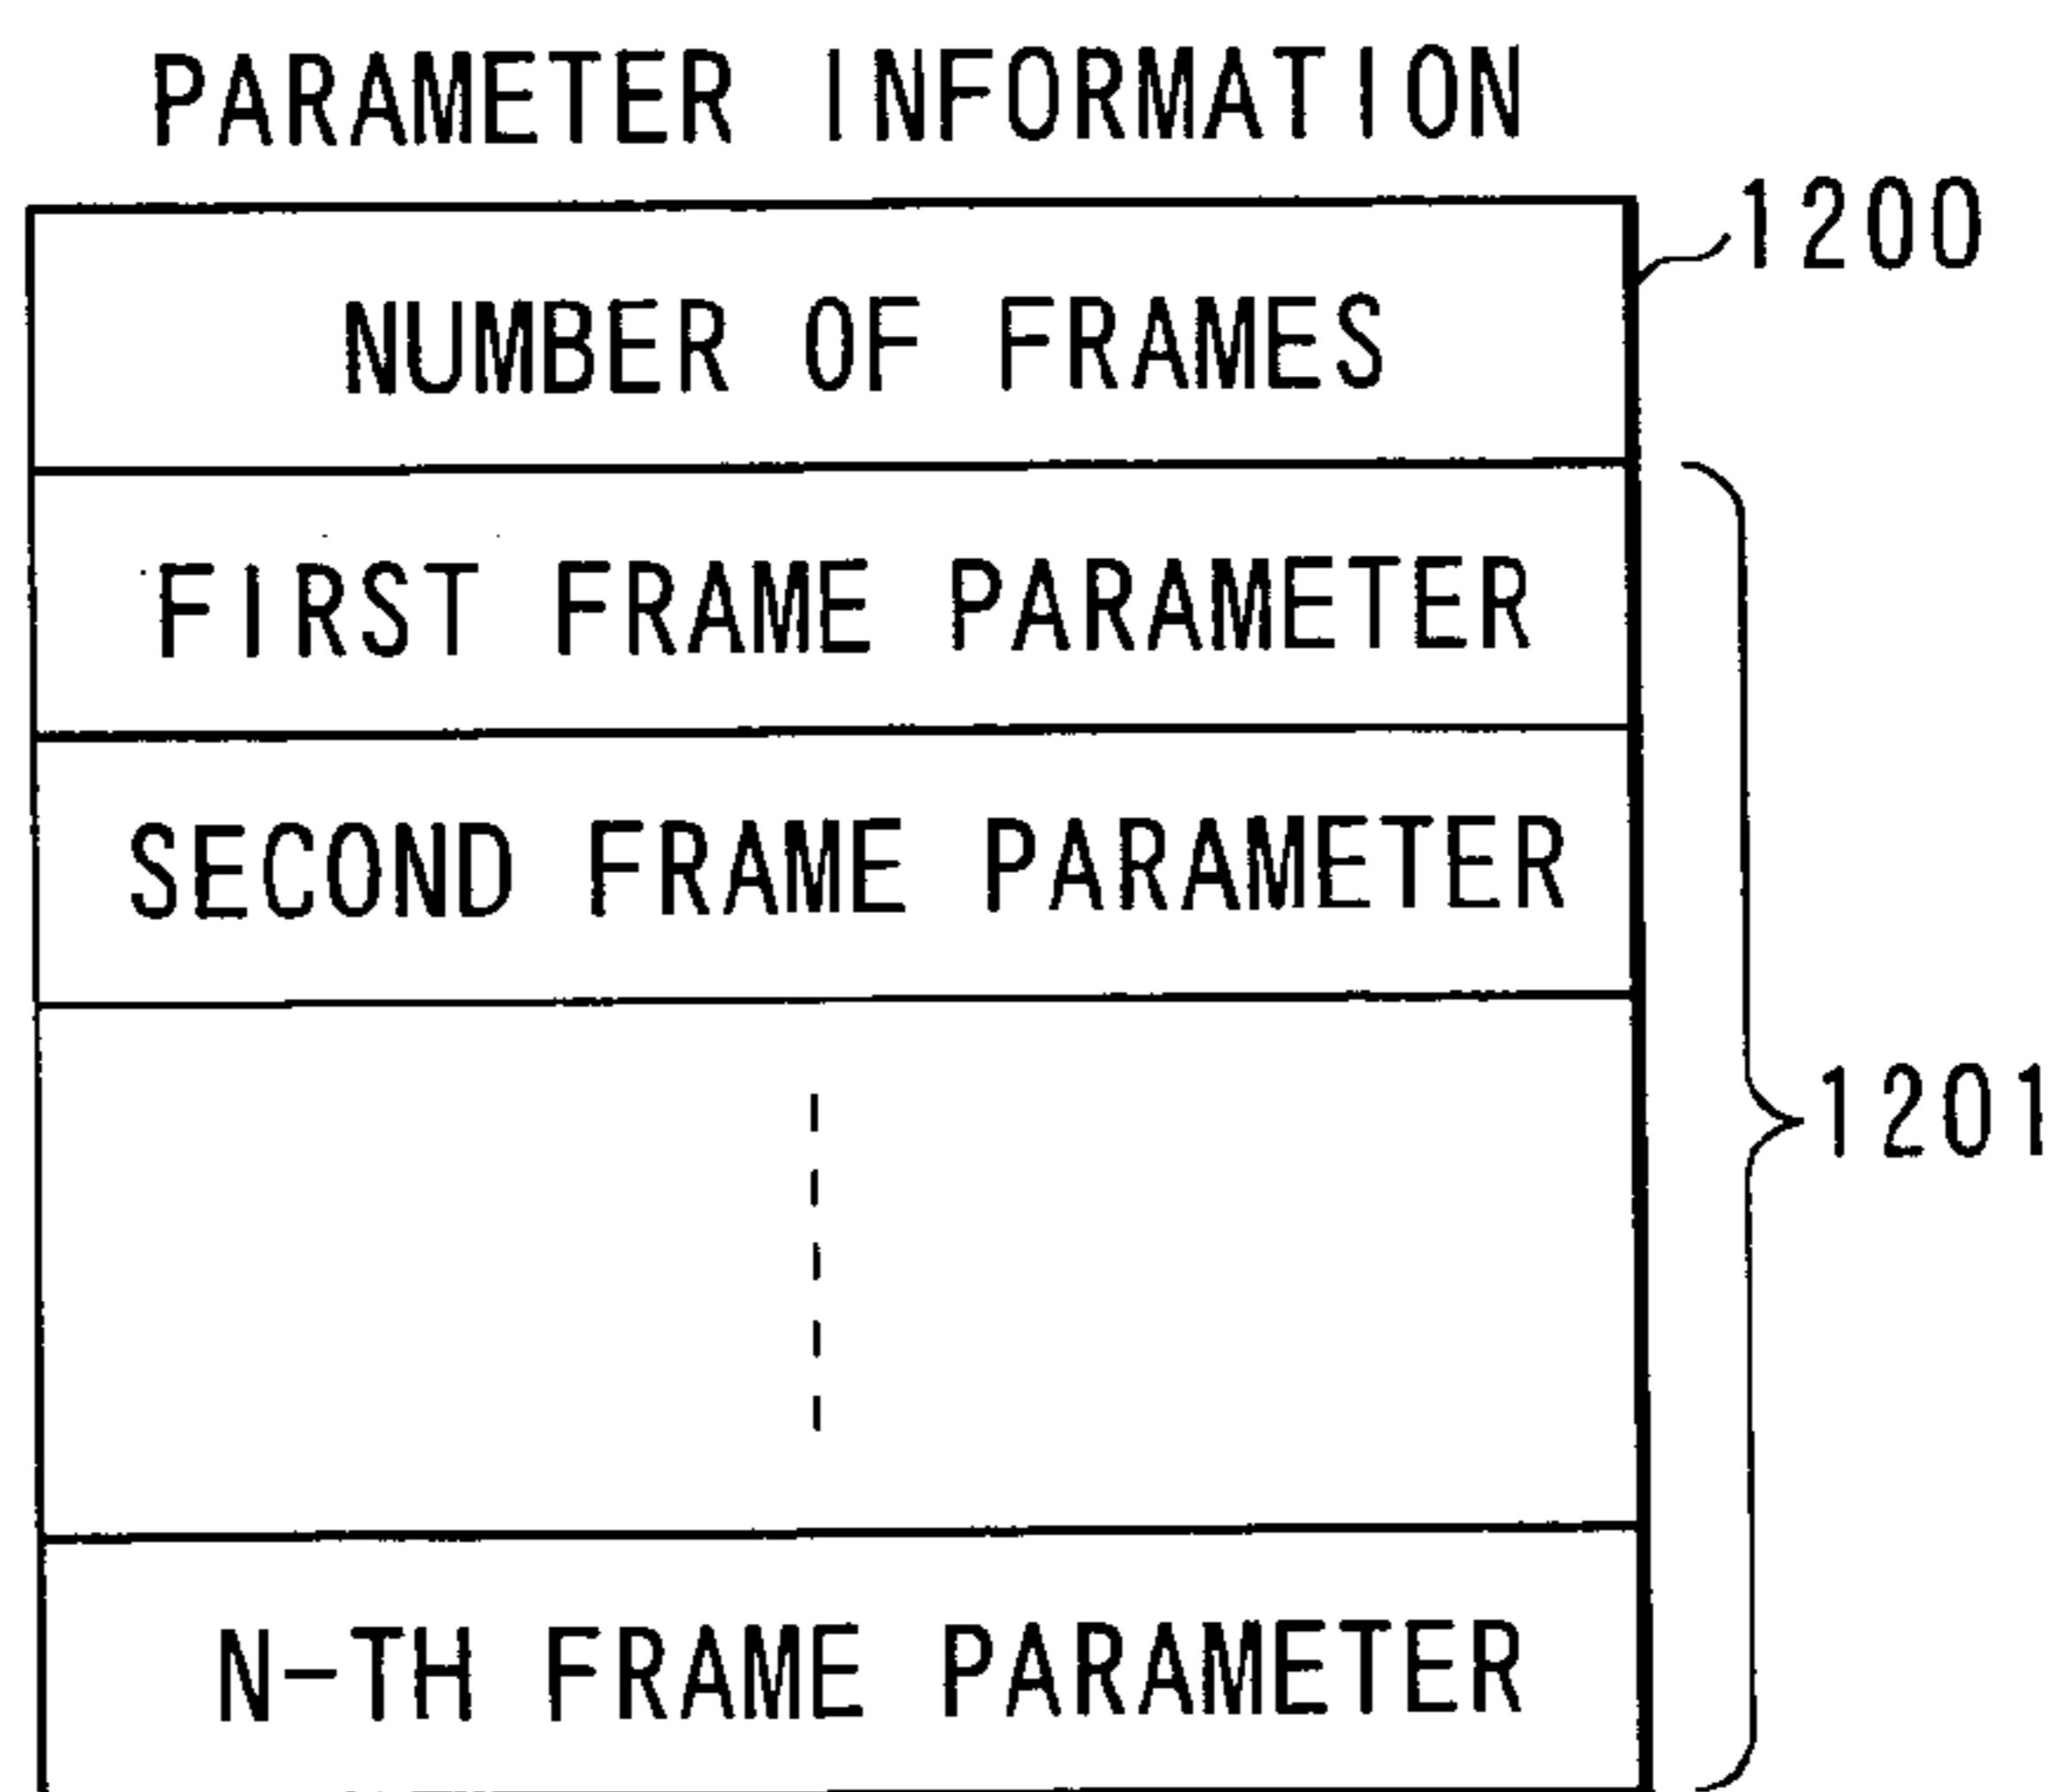 PARAMETER INFORMATION
1200
NUMBER OF FRAMES
FIRST FRAME PARAMETER
SECOND FRAME PARAMETER
1201
N-TH FRAME PARAMETER